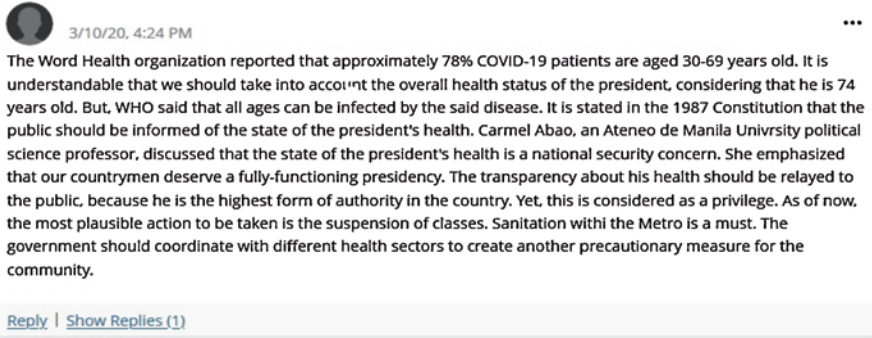 3/10/20, 4:24 PM
The Word Health organization reported that approximately 78% COVID-19 patients are aged 30-69 years old. It is
understandable that we should take into account the overall health status of the president, considering that he is 74
years old. But, WHO said that all ages can be infected by the said disease. It is stated in the 1987 Constitution that the
public should be informed of the state of the president's health. Carmel Abao, an Ateneo de Manila Univrsity political
science professor, discussed that the state of the president's health is a national security concern. She emphasized
that our countrymen deserve a fully-functioning presidency. The transparency about his health should be relayed to
the public, because he is the highest form of authority in the country. Yet, this is considered as a privilege. As of now,
the most plausible action to be taken is the suspension of classes. Sanitation withi the Metro is a must. The
government should coordinate with different health sectors to create another precautionary measure for the
community.
Reply | Show Replies (1)